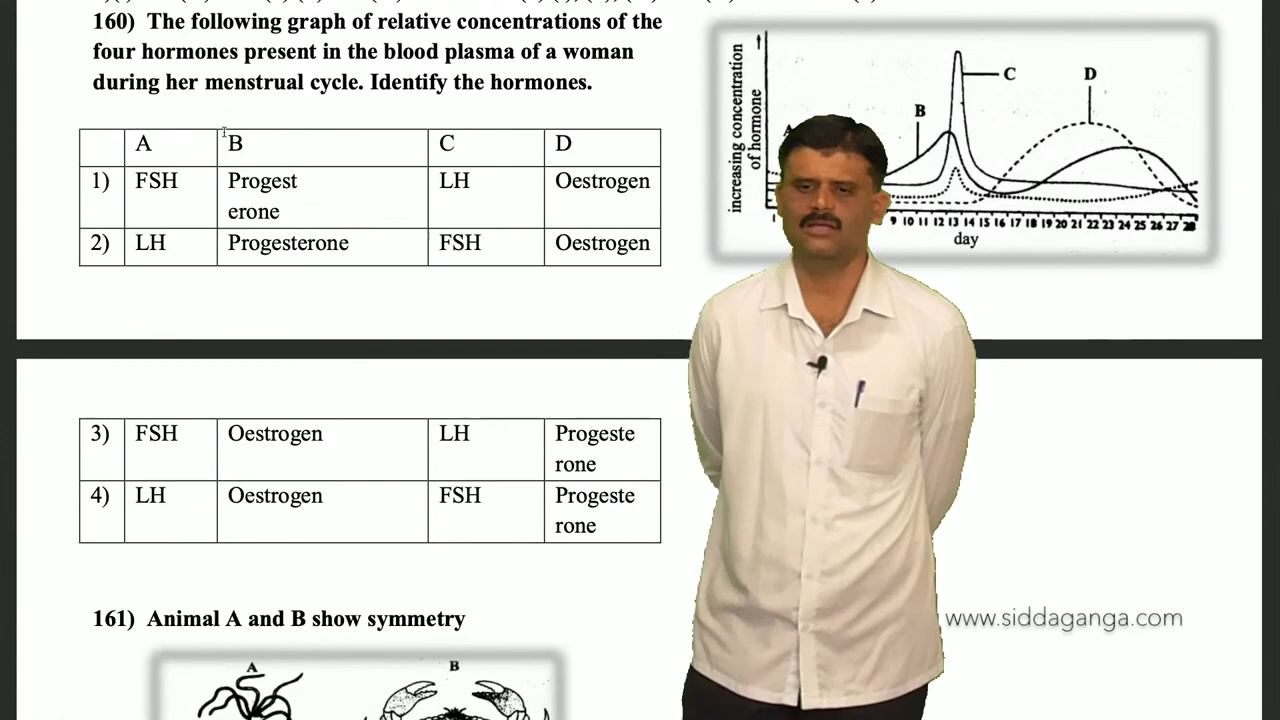 160) The following graph of relative concentrations of the
four hormones present in the blood plasma of a woman
during her menstrual cycle. Identify the hormones.
A B C D
1) FSH Progest LH Oestrogen
erone
2) LH Progesterone FSH Oestrogen
increasing concentration
of hormone
A
B
C
D
1 9 10 11 12 13 14 15 16 17 18 19 20 21 22 23 24 25 26 27 28
day
3) FSH Oestrogen LH Progeste
rone
4) LH Oestrogen FSH Progeste
rone
161) Animal A and B show symmetry
A B
www.siddaganga.com